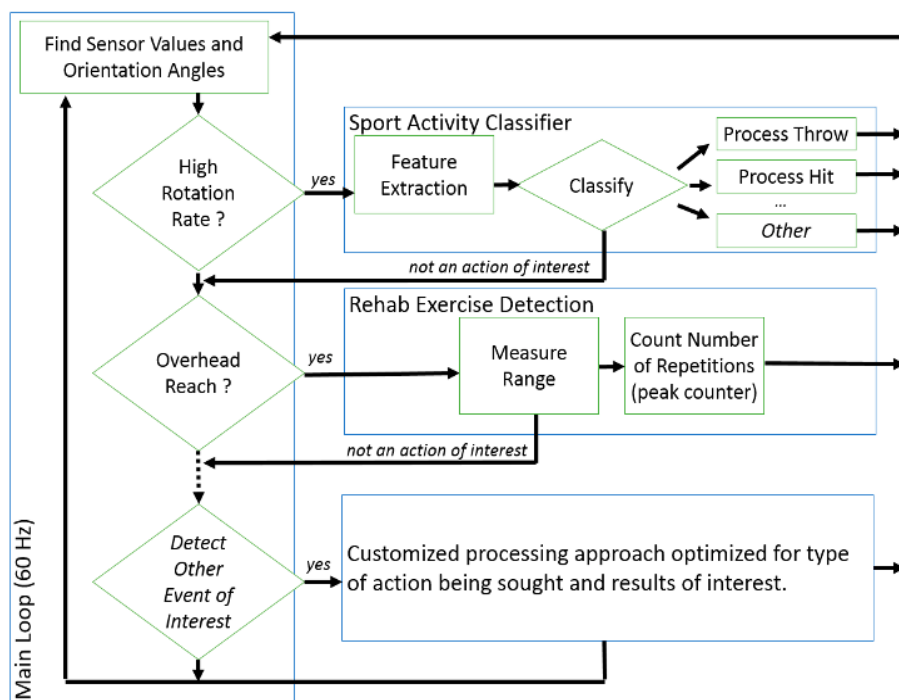 Find Sensor Values and
Orientation Angles
High
Rotation
Rate ?
yes
Sport Activity Classifier
Feature
Extraction
Classify
Process Throw
Process Hit
...
Other
not an action of interest
Overhead
Reach ?
yes
Rehab Exercise Detection
Measure
Range
Count Number
of Repetitions
(peak counter)
not an action of interest
Detect
Other
Event of
Interest
yes
Customized processing approach optimized for type
of action being sought and results of interest.
Main Loop (60 Hz)